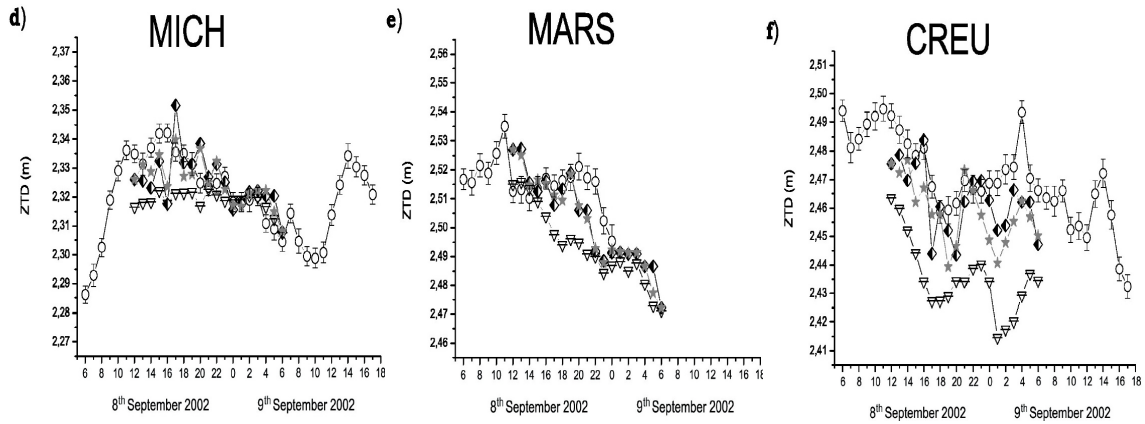 d)
MICH
ZTD (m)
2,37
2,36
2,35
2,34
2,33
2,32
2,31
2,30
2,29
2,28
2,27
6 8 10 12 14 16 18 20 22 0 2 4 6 8 10 12 14 16 18
8th September 2002 9th September 2002
e)
MARS
ZTD (m)
2,56
2,55
2,54
2,53
2,52
2,51
2,50
2,49
2,48
2,47
2,46
6 8 10 12 14 16 18 20 22 0 2 4 6 8 10 12 14 16 18
8th September 2002 9th September 2002
f)
CREU
ZTD (m)
2,51
2,50
2,49
2,48
2,47
2,46
2,45
2,44
2,43
2,42
2,41
6 8 10 12 14 16 18 20 22 0 2 4 6 8 10 12 14 16 18
8th September 2002 9th September 2002